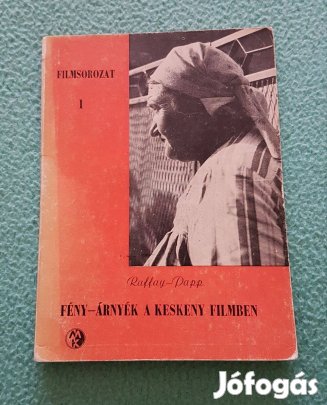 FILMSOROZAT
1
Raffay-Papp
FÉNY-ÁRNYÉK A KESKENY FILMBEN
MK
Jófogás